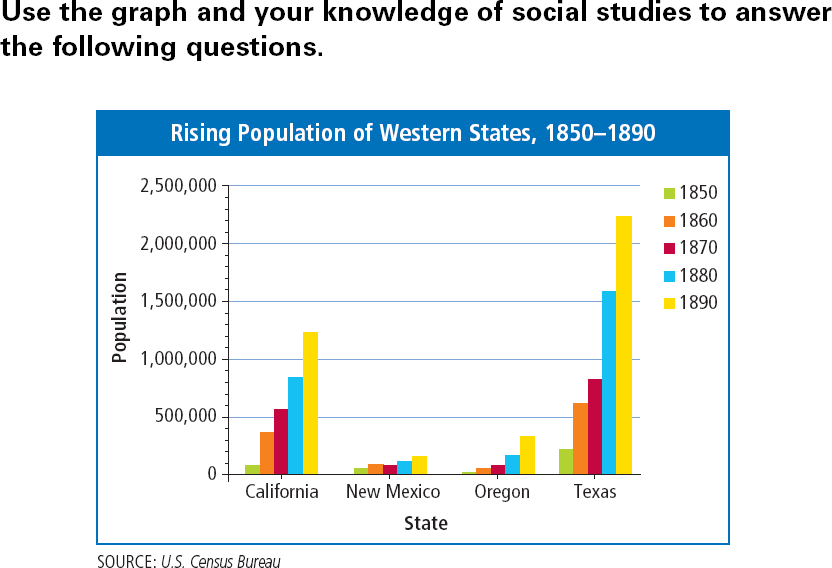 Use the graph and your knowledge of social studies to answer
the following questions.
Rising Population of Western States, 1850–1890
Population
2,500,000
2,000,000
1,500,000
1,000,000
500,000
0
California
New Mexico
Oregon
Texas
State
1850
1860
1870
1880
1890
SOURCE: U.S. Census Bureau